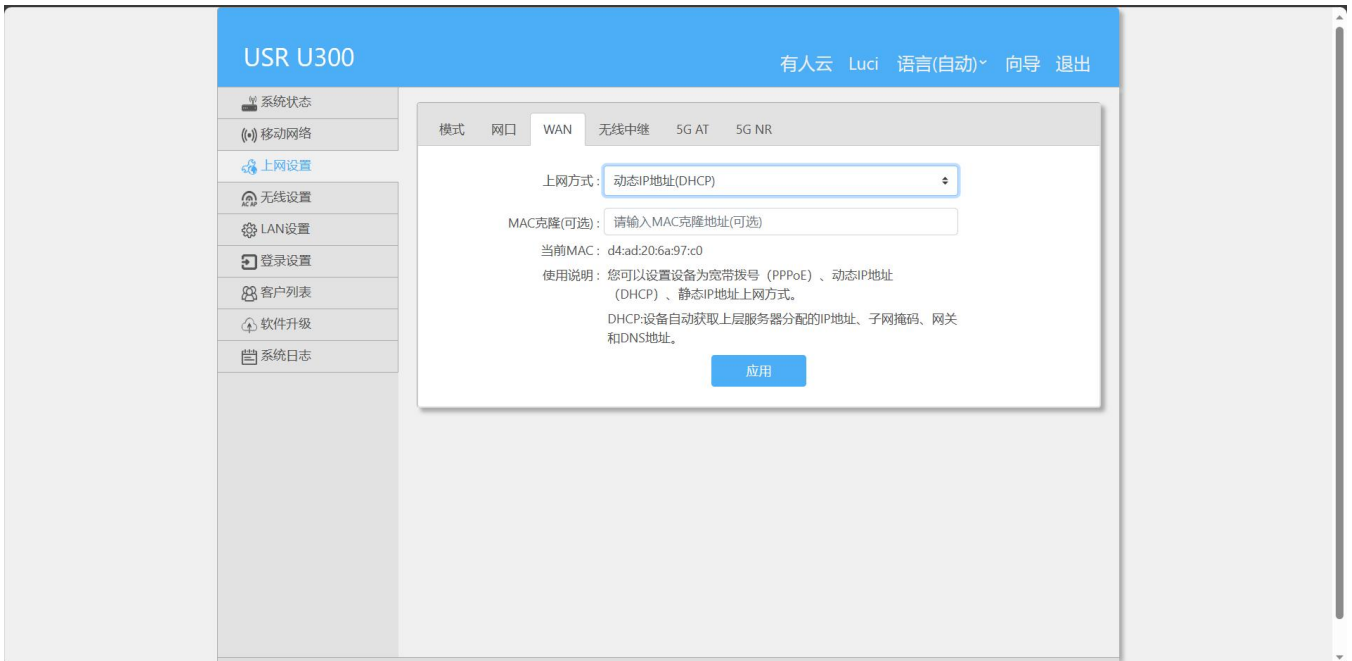 USR U300
有人云 Luci 语言(自动) 向导 退出
系统状态
移动网络
上网设置
无线设置
LAN设置
登录设置
客户列表
软件升级
系统日志
模式 网口 WAN 无线中继 5G AT 5G NR
上网方式: 动态IP地址(DHCP)
MAC克隆(可选): 请输入MAC克隆地址(可选)
当前MAC: d4:ad:20:6a:97:c0
使用说明: 您可以设置设备为宽带拨号（PPPoE）、动态IP地址
（DHCP）、静态IP地址上网方式。
DHCP:设备自动获取上层服务器分配的IP地址、子网掩码、网关
和DNS地址。
应用